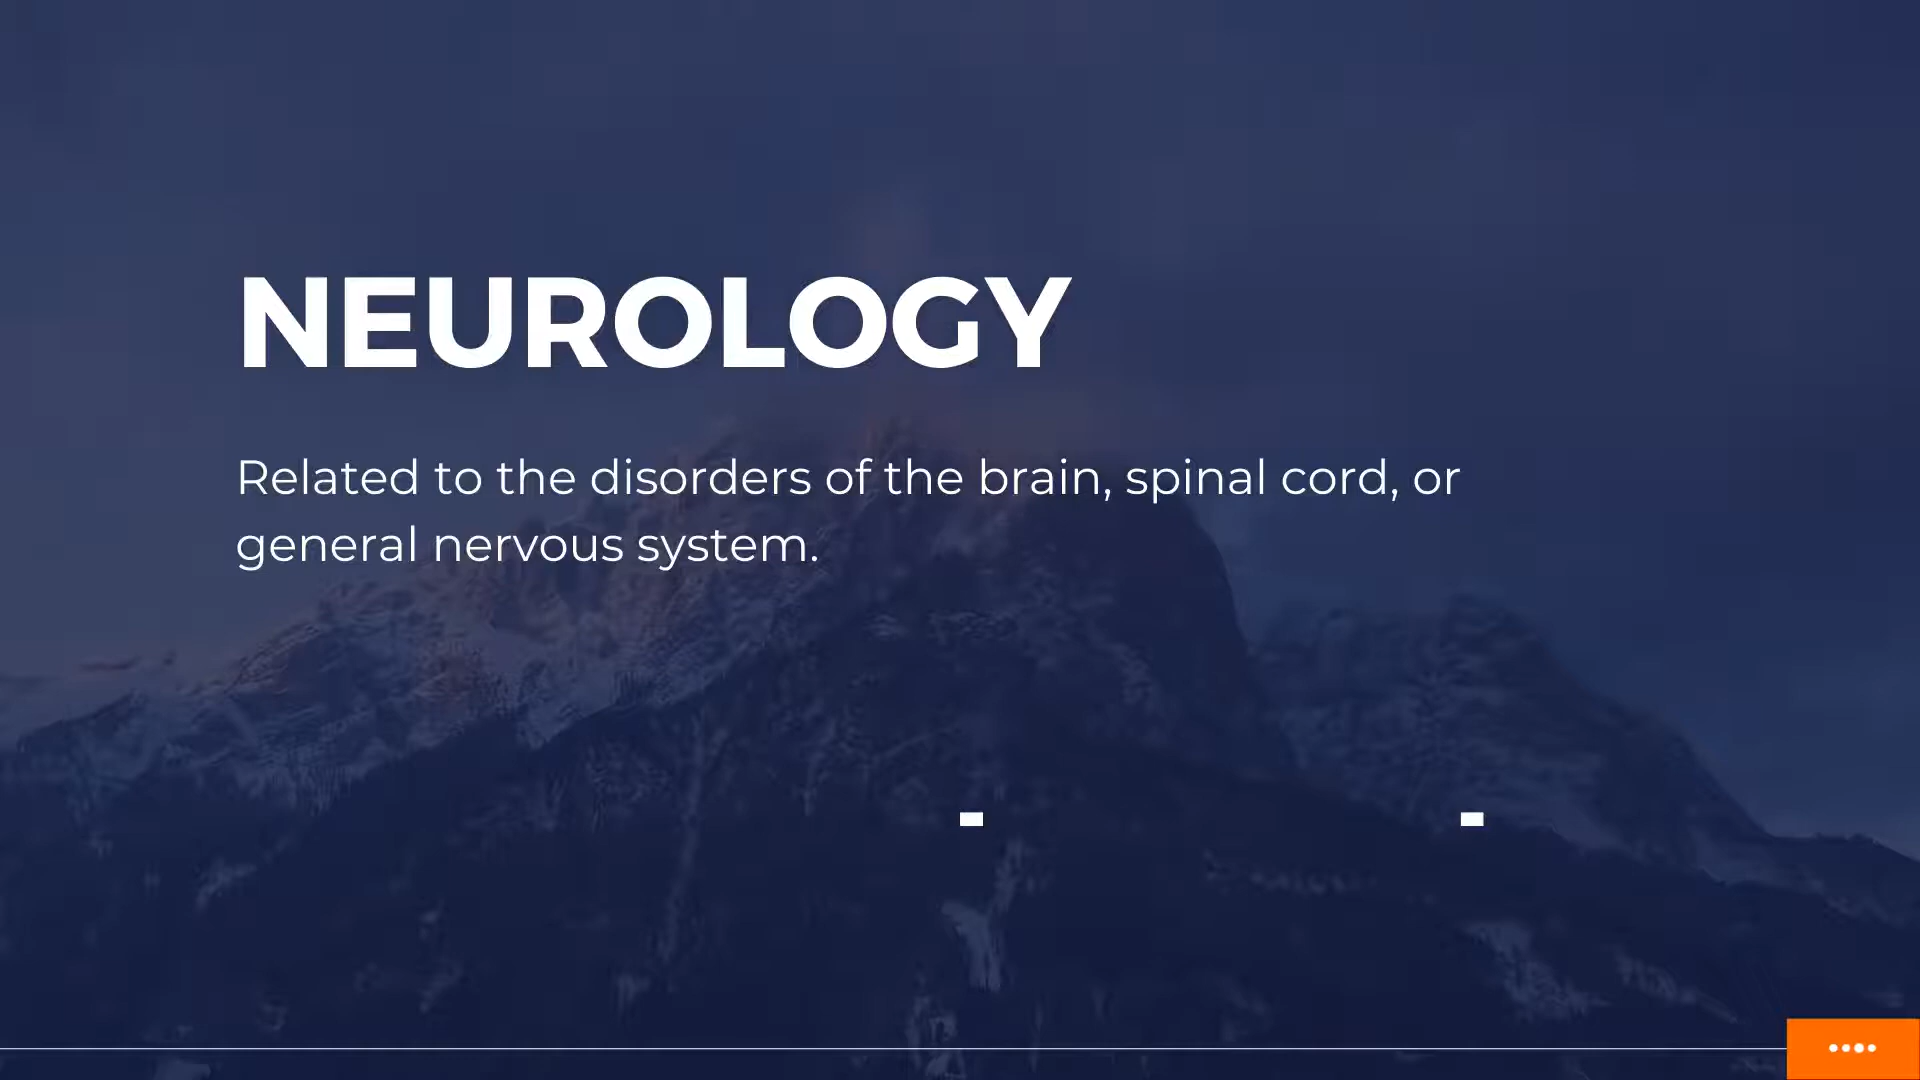 NEUROLOGY
Related to the disorders of the brain, spinal cord, or
general nervous system.